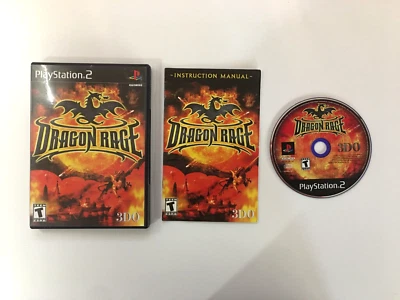 PlayStation 2
DRAGON RAGE
T
3DO
-INSTRUCTION MANUAL-
DRAGON RAGE
T
3DO
DRAGON RAGE
3DO
T
PlayStation 2